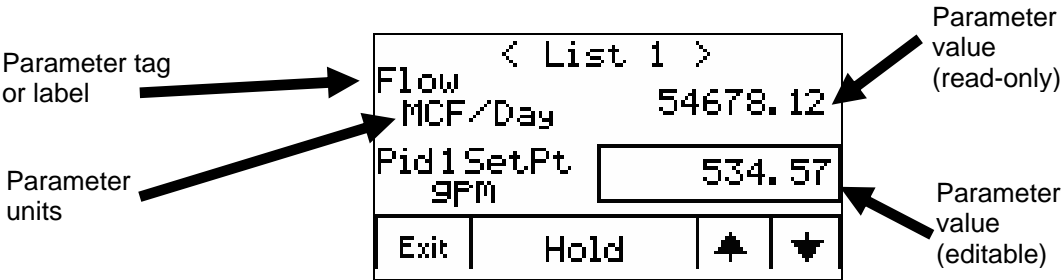 Parameter tag
or label
Parameter
units
< List 1 >
Flow
MCF/Day
54678.12
Pid1SetPt
gpm
534.57
Exit
Hold
Parameter
value
(read-only)
Parameter
value
(editable)